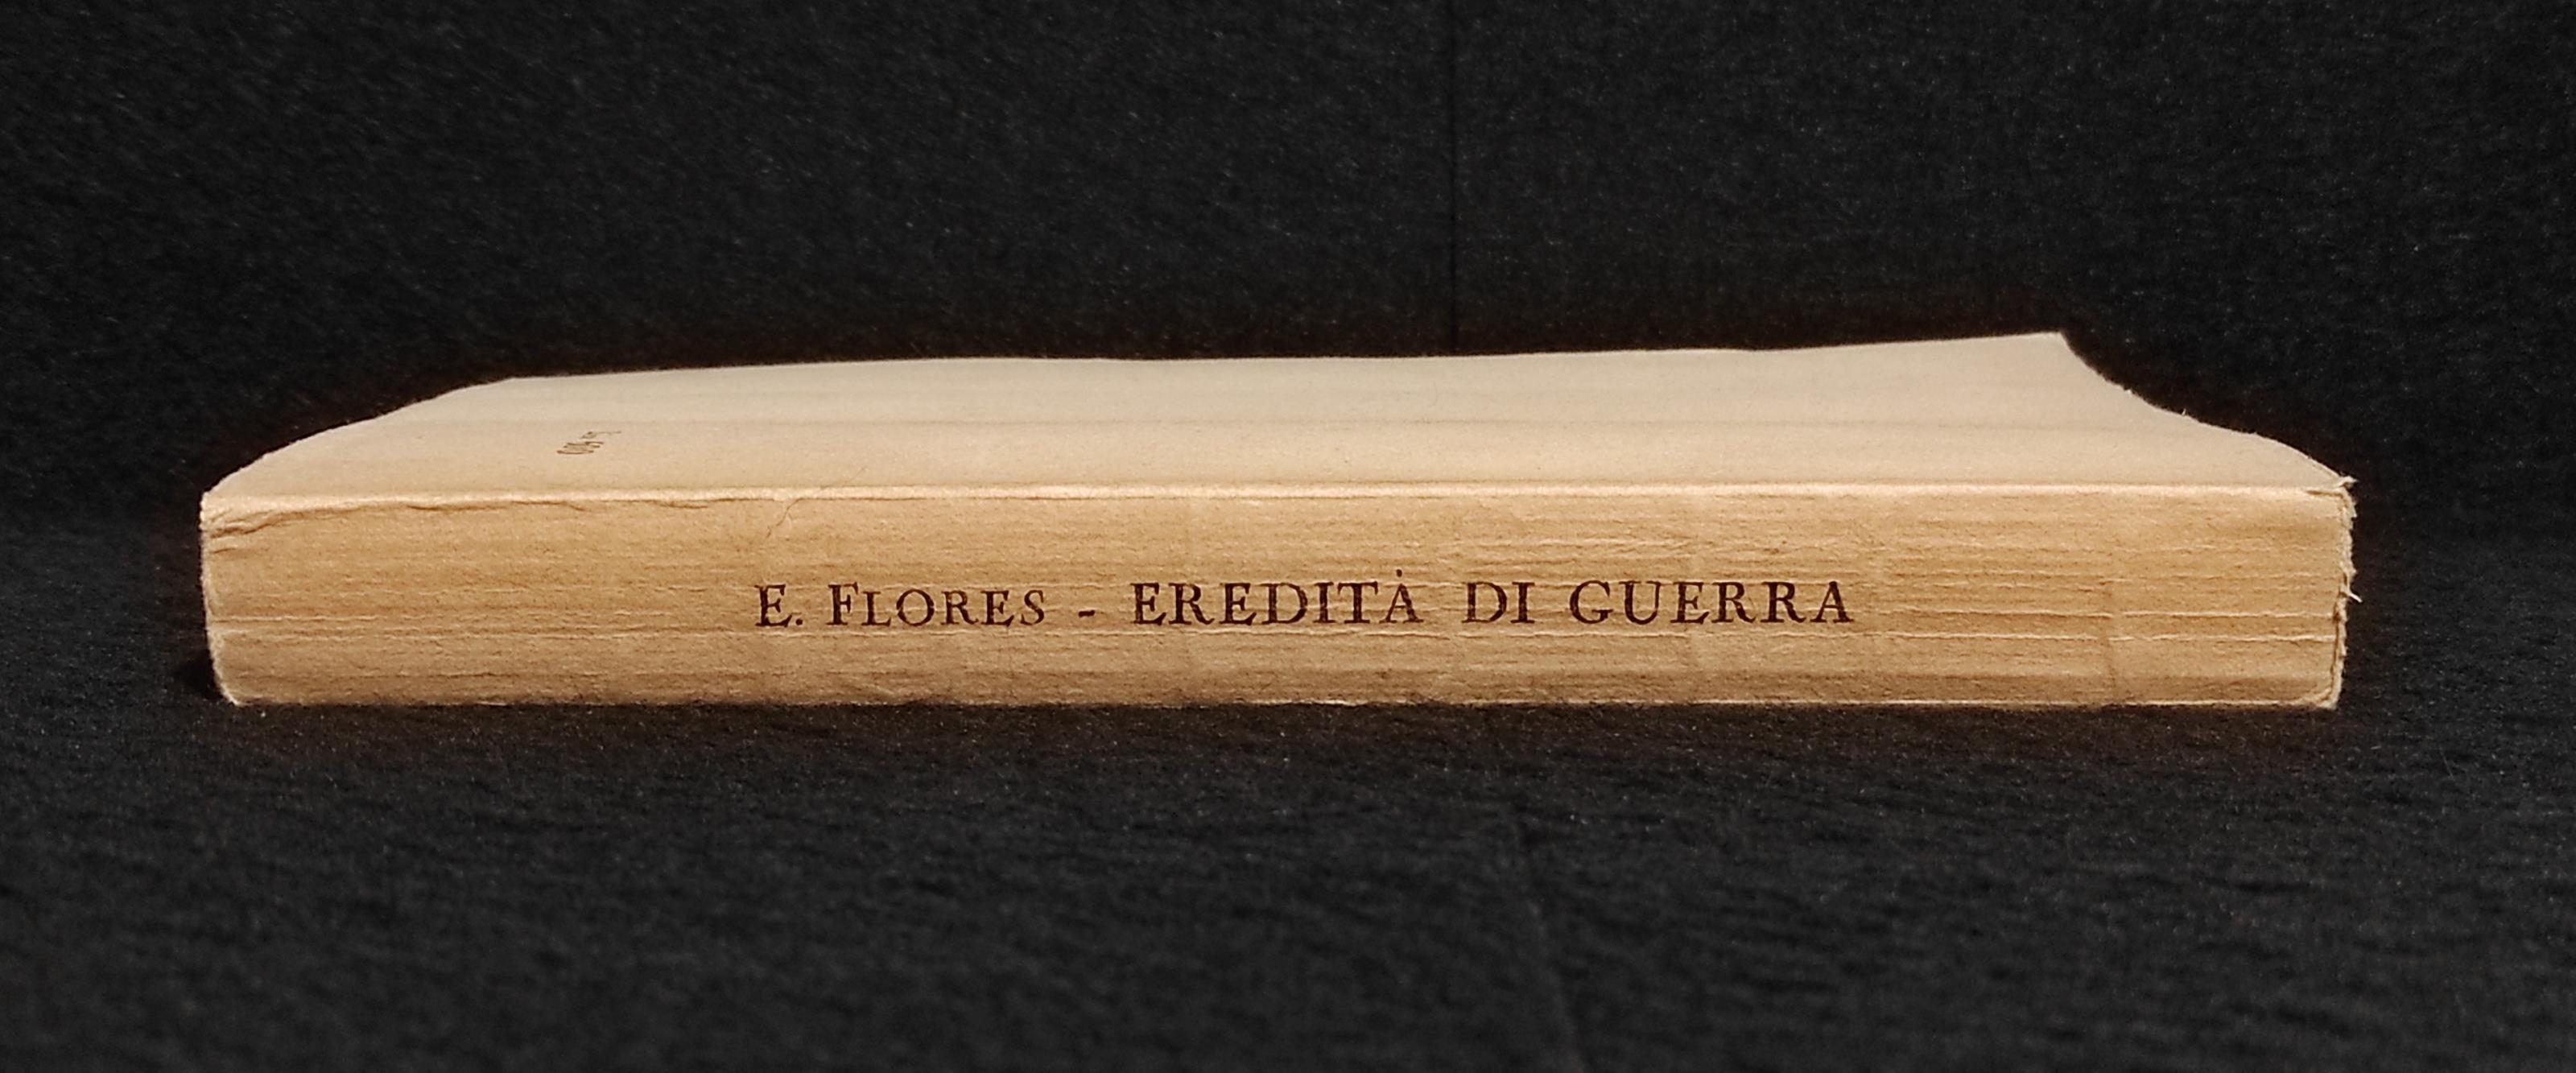 E. FLORES - EREDITÀ DI GUERRA